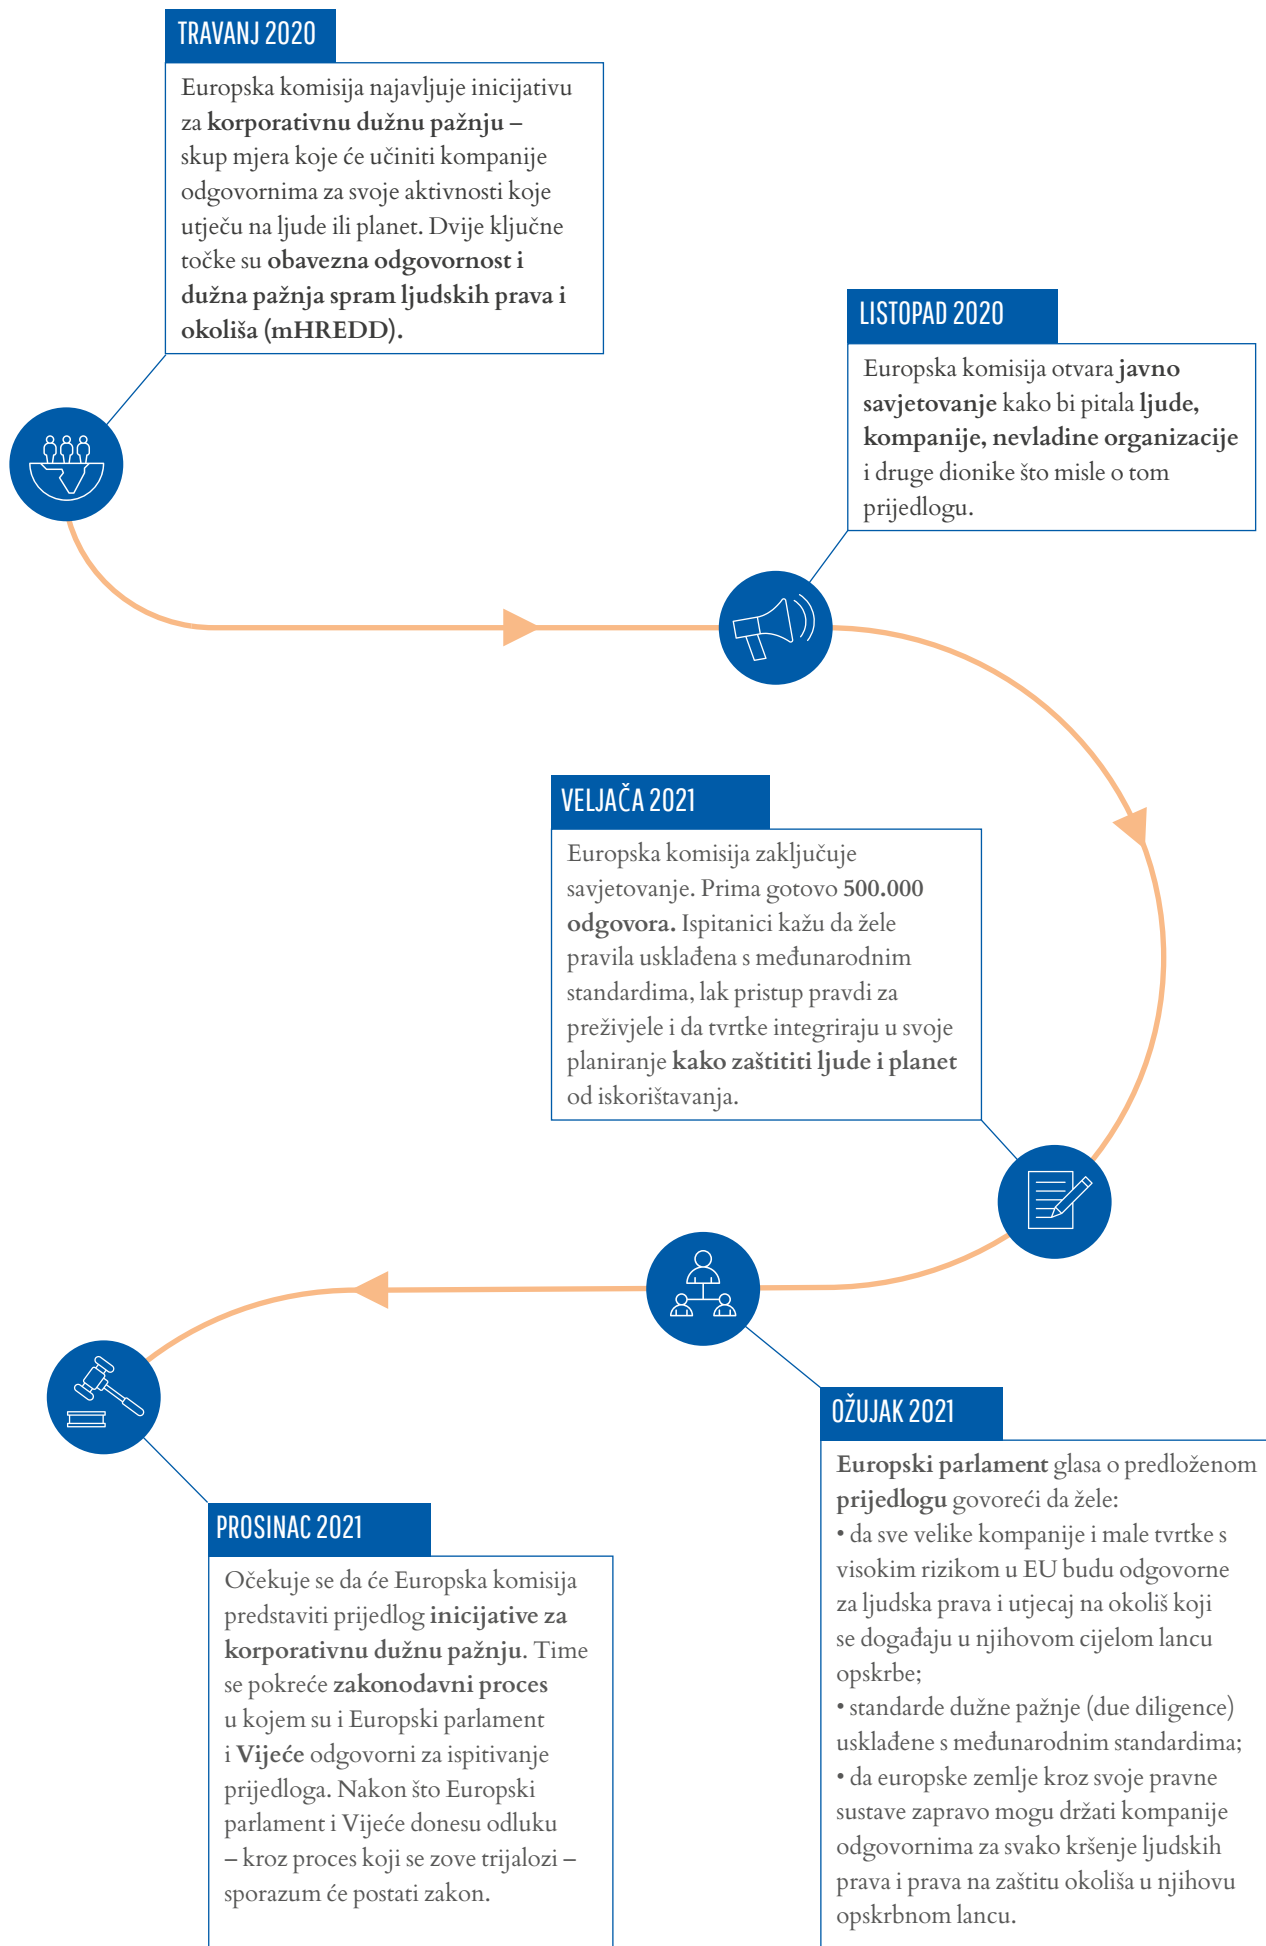 TRAVANJ 2020
Europska komisija najavljuje inicijativu
za korporativnu dužnu pažnju –
skup mjera koje će učiniti kompanije
odgovornima za svoje aktivnosti koje
utječu na ljude ili planet. Dvije ključne
točke su obavezna odgovornost i
dužna pažnja spram ljudskih prava i
okoliša (mHREDD).
LISTOPAD 2020
Europska komisija otvara javno
savjetovanje kako bi pitala ljude,
kompanije, nevladine organizacije
i druge dionike što misle o tom
prijedlogu.
VELJAČA 2021
Europska komisija zaključuje
savjetovanje. Prima gotovo 500.000
odgovora. Ispitanici kažu da žele
pravila usklađena s međunarodnim
standardima, lak pristup pravdi za
preživjele i da tvrtke integriraju u svoje
planiranje kako zaštititi ljude i planet
od iskorištavanja.
OŽUJAK 2021
Europski parlament glasa o predloženom
prijedlogu govoreći da žele:
• da sve velike kompanije i male tvrtke s
visokim rizikom u EU budu odgovorne
za ljudska prava i utjecaj na okoliš koji
se događaju u njihovom cijelom lancu
opskrbe;
• standarde dužne pažnje (due diligence)
usklađene s međunarodnim standardima;
• da europske zemlje kroz svoje pravne
sustave zapravo mogu držati kompanije
odgovornima za svako kršenje ljudskih
prava i prava na zaštitu okoliša u njihovu
opskrbnom lancu.
PROSINAC 2021
Očekuje se da će Europska komisija
predstaviti prijedlog inicijative za
korporativnu dužnu pažnju. Time
se pokreće zakonodavni proces
u kojem su i Europski parlament
i Vijeće odgovorni za ispitivanje
prijedloga. Nakon što Europski
parlament i Vijeće donesu odluku
– kroz proces koji se zove trijalozi –
sporazum će postati zakon.